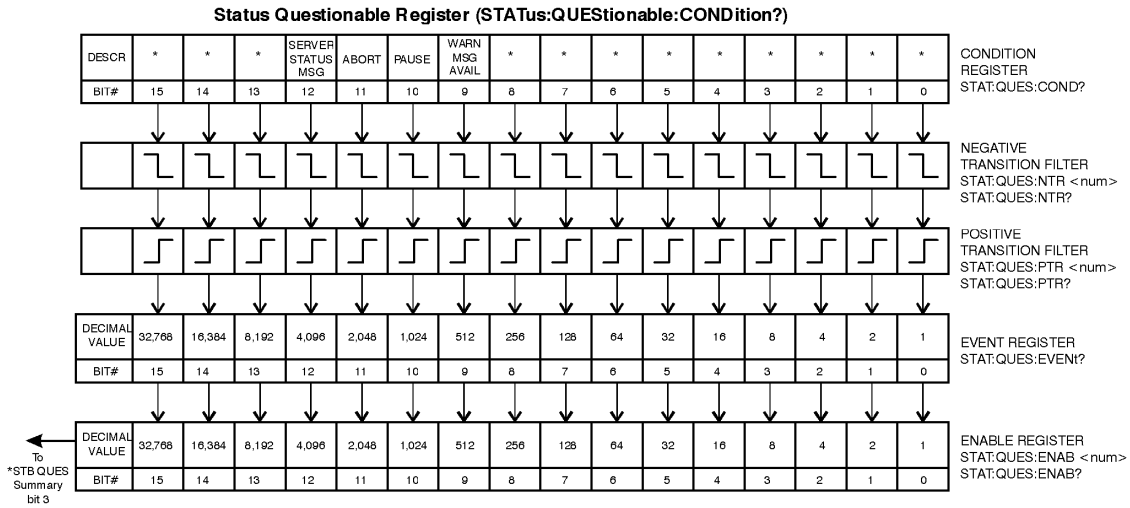 Status Questionable Register (STATus:QUEStionable:CONDition?)
DESCR * * * SERVER STATUS MSG ABORT PAUSE WARN MSG AVAIL * * * * * * * * *
BIT# 15 14 13 12 11 10 9 8 7 6 5 4 3 2 1 0
CONDITION
REGISTER
STAT:QUES:COND?
NEGATIVE
TRANSITION FILTER
STAT:QUES:NTR <num>
STAT:QUES:NTR?
POSITIVE
TRANSITION FILTER
STAT:QUES:PTR <num>
STAT:QUES:PTR?
DECIMAL VALUE 32,768 16,384 8,192 4,096 2,048 1,024 512 256 128 64 32 16 8 4 2 1
BIT# 15 14 13 12 11 10 9 8 7 6 5 4 3 2 1 0
EVENT REGISTER
STAT:QUES:EVENt?
DECIMAL VALUE 32,768 16,384 8,192 4,096 2,048 1,024 512 256 128 64 32 16 8 4 2 1
BIT# 15 14 13 12 11 10 9 8 7 6 5 4 3 2 1 0
ENABLE REGISTER
STAT:QUES:ENAB <num>
STAT:QUES:ENAB?
To
*STB QUES
Summary
bit 3